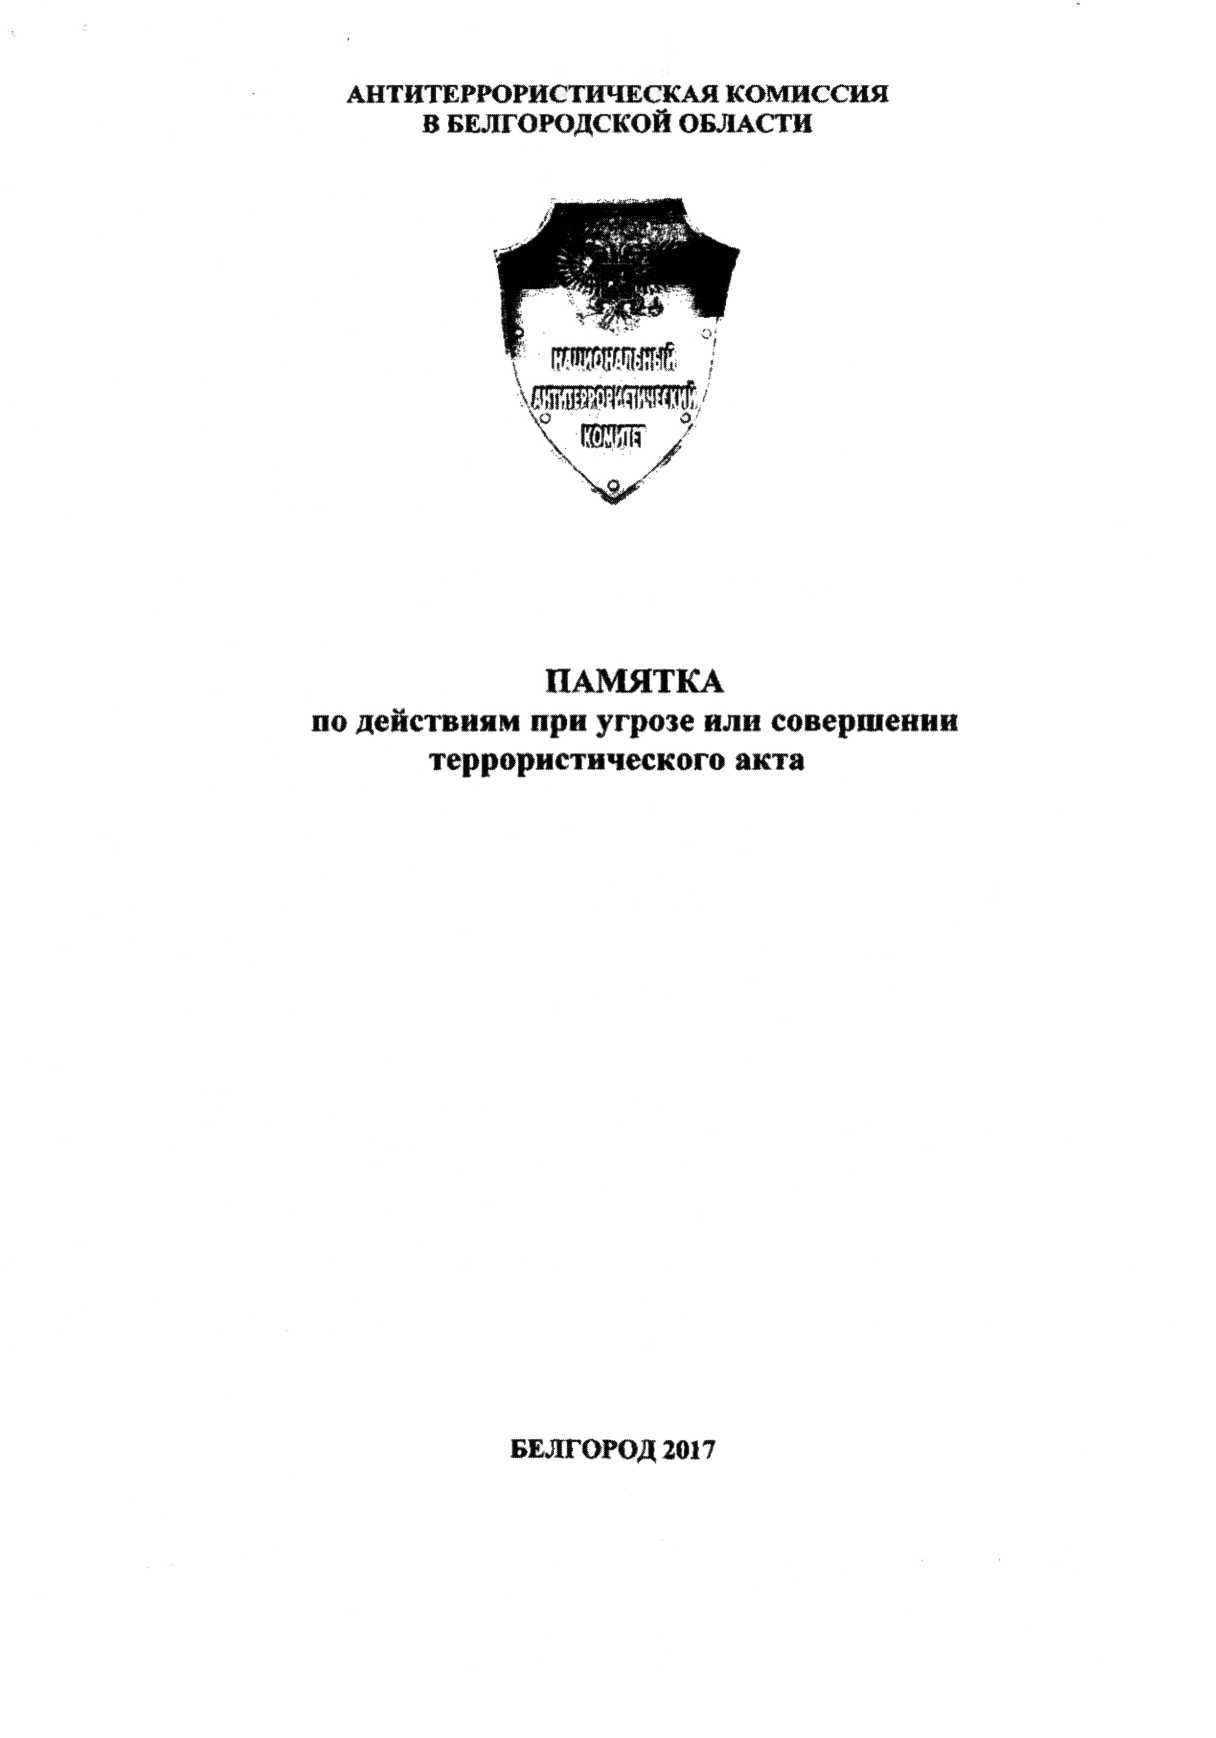 АНТИТЕРРОРИСТИЧЕСКАЯ КОМИССИЯ
В БЕЛГОРОДСКОЙ ОБЛАСТИ
НАЦИОНАЛЬНЫЙ
АНТИТЕРРОРИСТИЧЕСКИЙ
КОМИТЕТ
ПАМЯТКА
по действиям при угрозе или совершении
террористического акта
БЕЛГОРОД 2017